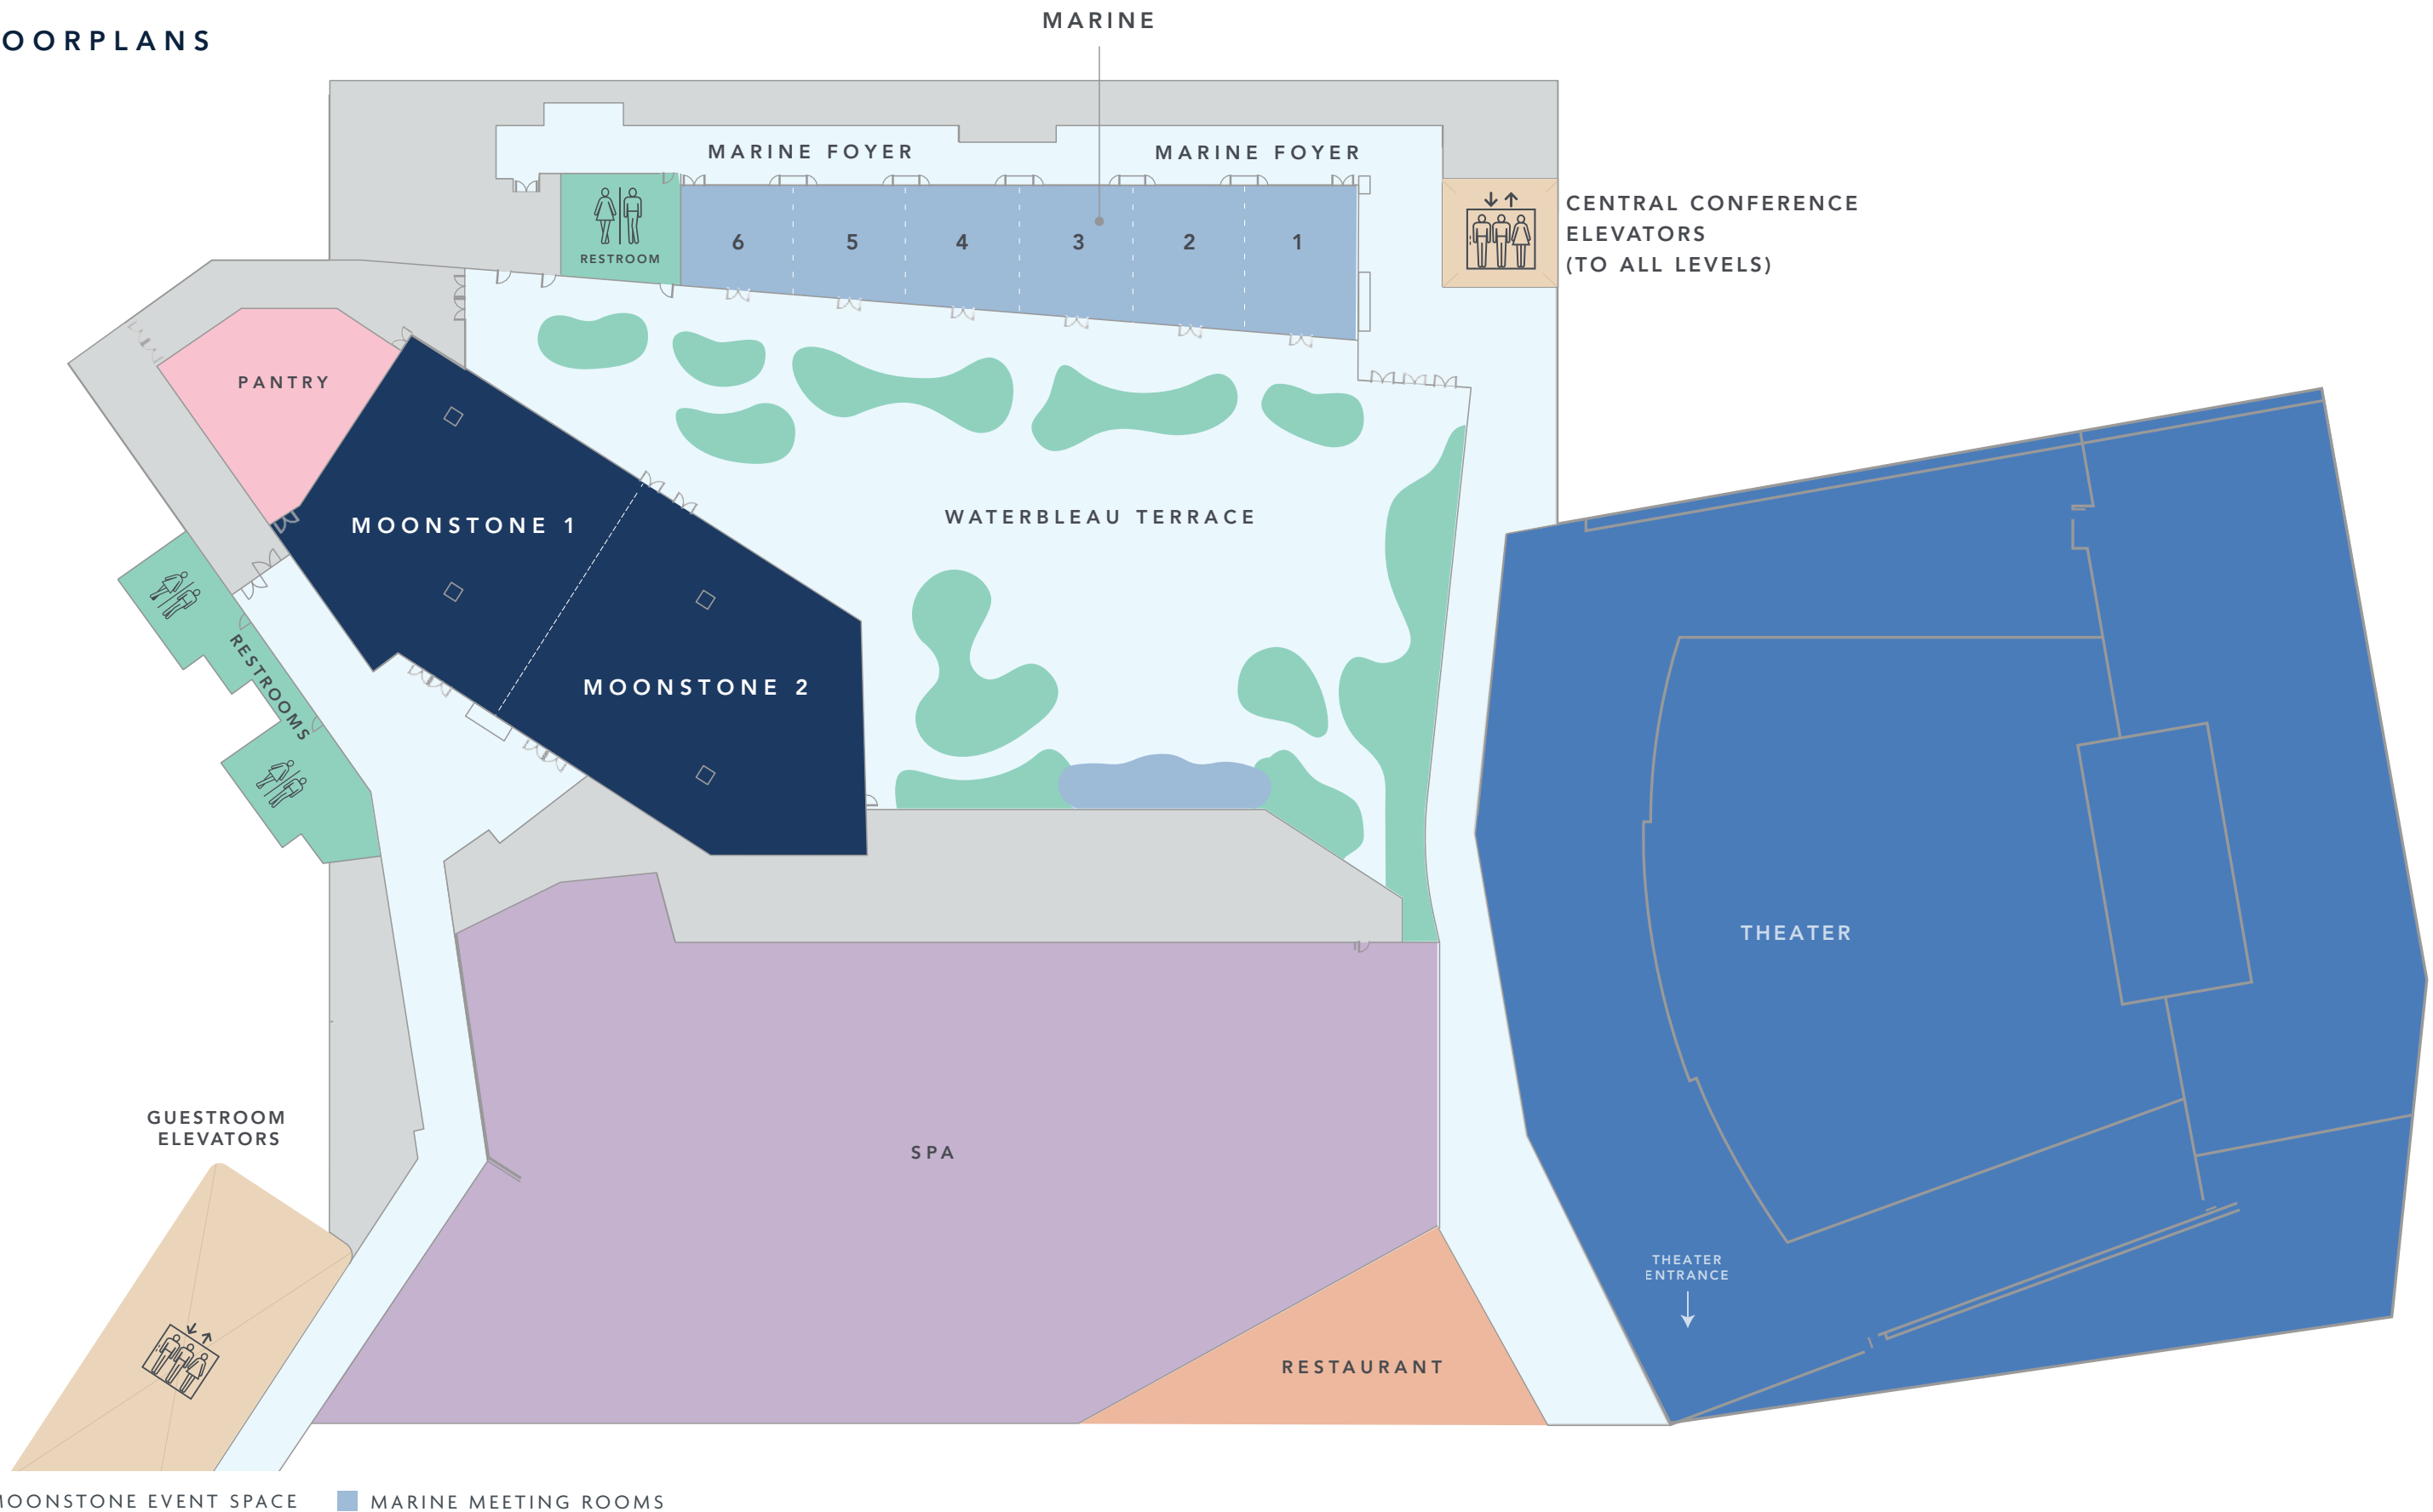 OORPLANS
MARINE
MARINE FOYER
MARINE FOYER
CENTRAL CONFERENCE
ELEVATORS
(TO ALL LEVELS)
6
5
4
3
2
1
RESTROOM
PANTRY
MOONSTONE 1
WATERBLEAU TERRACE
RESTROOMS
MOONSTONE 2
THEATER
GUESTROOM
ELEVATORS
SPA
THEATER
ENTRANCE
RESTAURANT
MOONSTONE EVENT SPACE
MARINE MEETING ROOMS